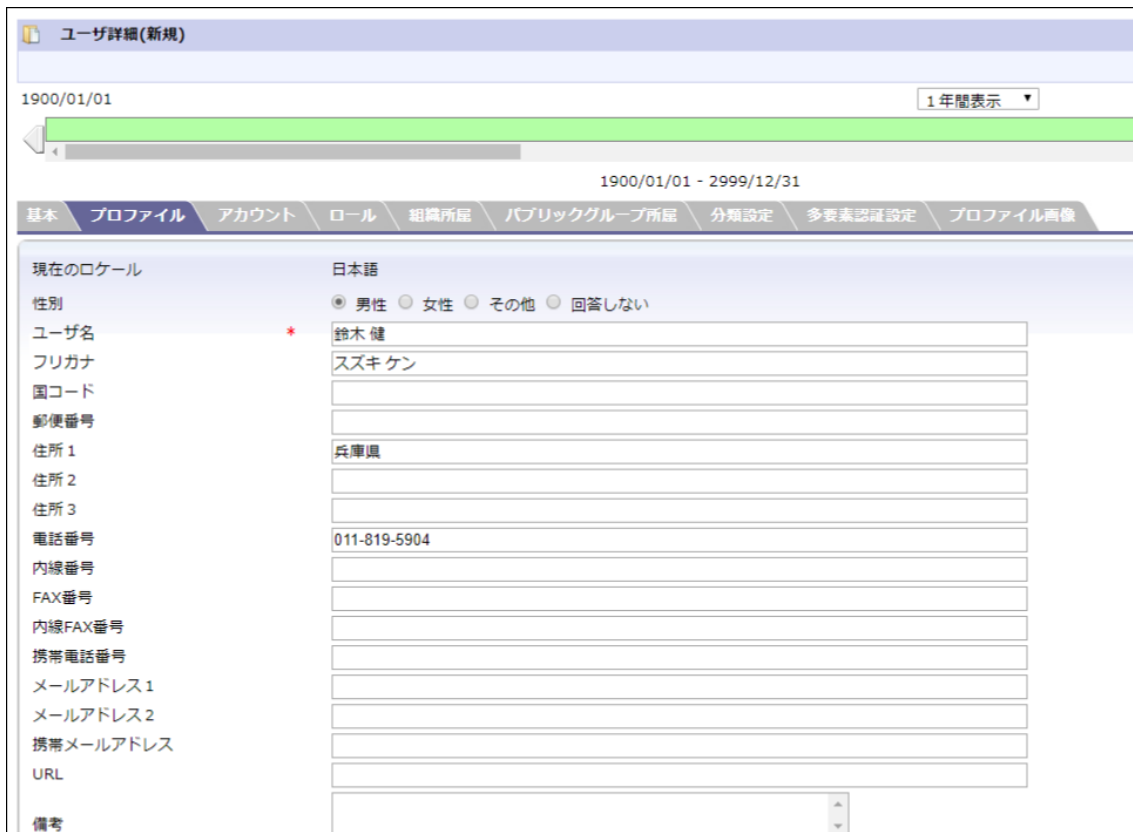 ユーザ詳細(新規)
1900/01/01
1年間表示
1900/01/01 - 2999/12/31
基本 プロファイル アカウント ロール 組織所属 パブリックグループ所属 分類設定 多要素認証設定 プロファイル画像
現在のロケール 日本語
性別 男性 女性 その他 回答しない
ユーザ名 * 鈴木 健
フリガナ スズキ ケン
国コード
郵便番号
住所1 兵庫県
住所2
住所3
電話番号 011-819-5904
内線番号
FAX番号
内線FAX番号
携帯電話番号
メールアドレス1
メールアドレス2
携帯メールアドレス
URL
備考